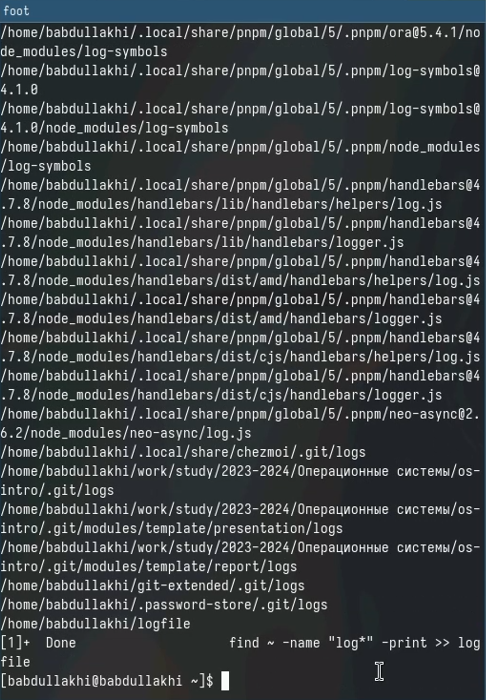 foot
/home/babdullakhi/.local/share/pnpm/global/5/.pnpm/ora@5.4.1/no
de_modules/log-symbols
/home/babdullakhi/.local/share/pnpm/global/5/.pnpm/log-symbols@
4.1.0
/home/babdullakhi/.local/share/pnpm/global/5/.pnpm/log-symbols@
4.1.0/node_modules/log-symbols
/home/babdullakhi/.local/share/pnpm/global/5/.pnpm/node_modules
/log-symbols
/home/babdullakhi/.local/share/pnpm/global/5/.pnpm/handlebars@4
.7.8/node_modules/handlebars/lib/handlebars/helpers/log.js
/home/babdullakhi/.local/share/pnpm/global/5/.pnpm/handlebars@4
.7.8/node_modules/handlebars/lib/handlebars/logger.js
/home/babdullakhi/.local/share/pnpm/global/5/.pnpm/handlebars@4
.7.8/node_modules/handlebars/dist/amd/handlebars/helpers/log.js
/home/babdullakhi/.local/share/pnpm/global/5/.pnpm/handlebars@4
.7.8/node_modules/handlebars/dist/amd/handlebars/logger.js
/home/babdullakhi/.local/share/pnpm/global/5/.pnpm/handlebars@4
.7.8/node_modules/handlebars/dist/cjs/handlebars/helpers/log.js
/home/babdullakhi/.local/share/pnpm/global/5/.pnpm/handlebars@4
.7.8/node_modules/handlebars/dist/cjs/handlebars/logger.js
/home/babdullakhi/.local/share/pnpm/global/5/.pnpm/neo-async@2.
6.2/node_modules/neo-async/log.js
/home/babdullakhi/.local/share/chezmoi/.git/logs
/home/babdullakhi/work/study/2023-2024/Операционные системы/os-
intro/.git/logs
/home/babdullakhi/work/study/2023-2024/Операционные системы/os-
intro/.git/modules/template/presentation/logs
/home/babdullakhi/work/study/2023-2024/Операционные системы/os-
intro/.git/modules/template/report/logs
/home/babdullakhi/git-extended/.git/logs
/home/babdullakhi/.password-store/.git/logs
/home/babdullakhi/logfile
[1]+  Done                    find ~ -name "log*" -print >> log
file
[babdullakhi@babdullakhi ~]$